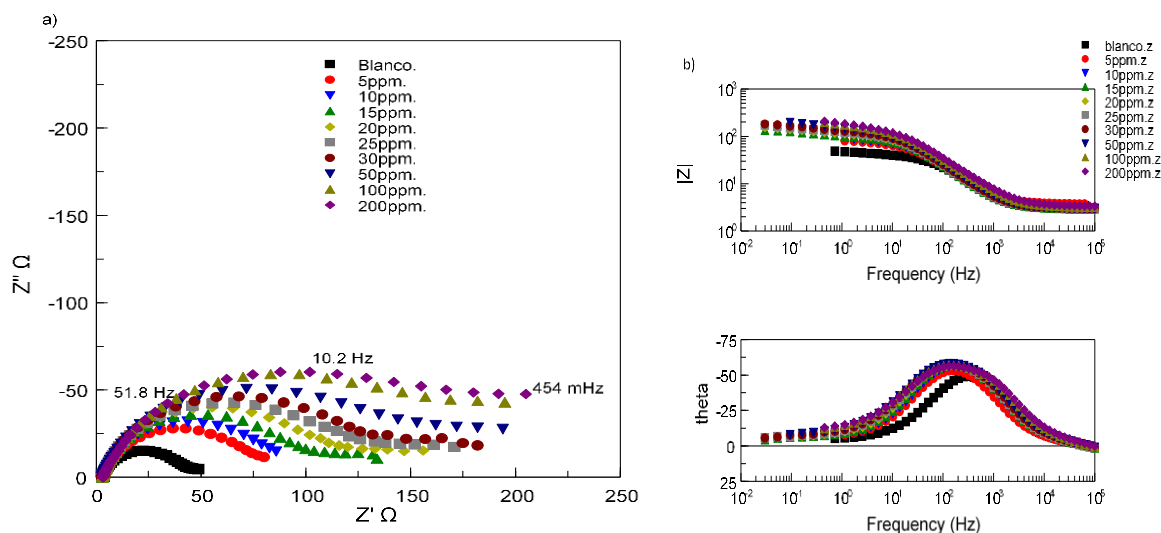 a)
-250
-200
-150
-100
-50
0
Z'' Ω
Blanco.
5ppm.
10ppm.
15ppm.
20ppm.
25ppm.
30ppm.
50ppm.
100ppm.
200ppm.
51.8 Hz
10.2 Hz
454 mHz
0 50 100 150 200 250
Z' Ω
b)
blanco.z
5ppm.z
10ppm.z
15ppm.z
20ppm.z
25ppm.z
30ppm.z
50ppm.z
100ppm.z
200ppm.z
10³
10²
10¹
10⁰
|Z|
10⁻² 10⁻¹ 10⁰ 10¹ 10² 10³ 10⁴ 10⁵
Frequency (Hz)
-75
-50
-25
0
25
theta
10⁻² 10⁻¹ 10⁰ 10¹ 10² 10³ 10⁴ 10⁵
Frequency (Hz)